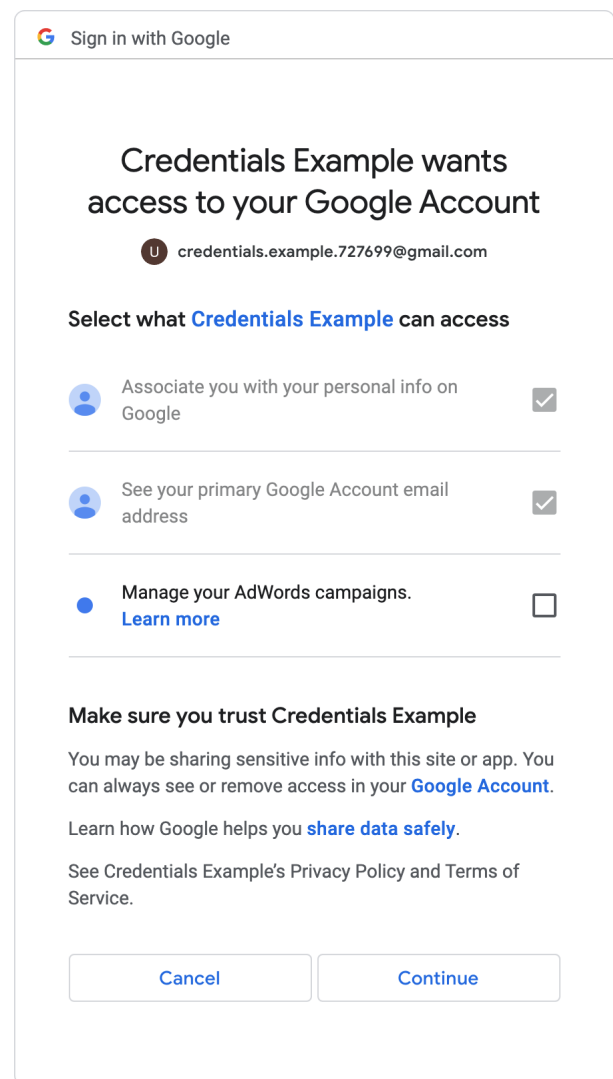 Sign in with Google
Credentials Example wants
access to your Google Account
U credentials.example.727699@gmail.com
Select what Credentials Example can access
Associate you with your personal info on
Google
See your primary Google Account email
address
Manage your AdWords campaigns.
Learn more
Make sure you trust Credentials Example
You may be sharing sensitive info with this site or app. You
can always see or remove access in your Google Account.
Learn how Google helps you share data safely.
See Credentials Example’s Privacy Policy and Terms of
Service.
Cancel Continue